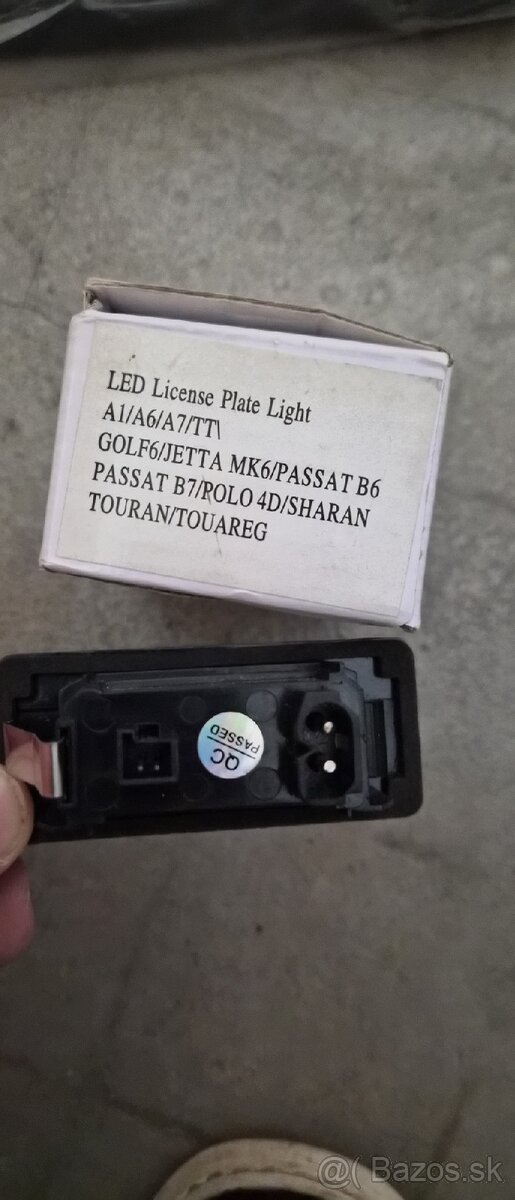 LED License Plate Light
A1/A6/A7/TT\
GOLF6/JETTA MK6/PASSAT B6
PASSAT B7/POLO 4D/SHARAN
TOURAN/TOUAREG
QC
PASSED
@( Bazos.sk